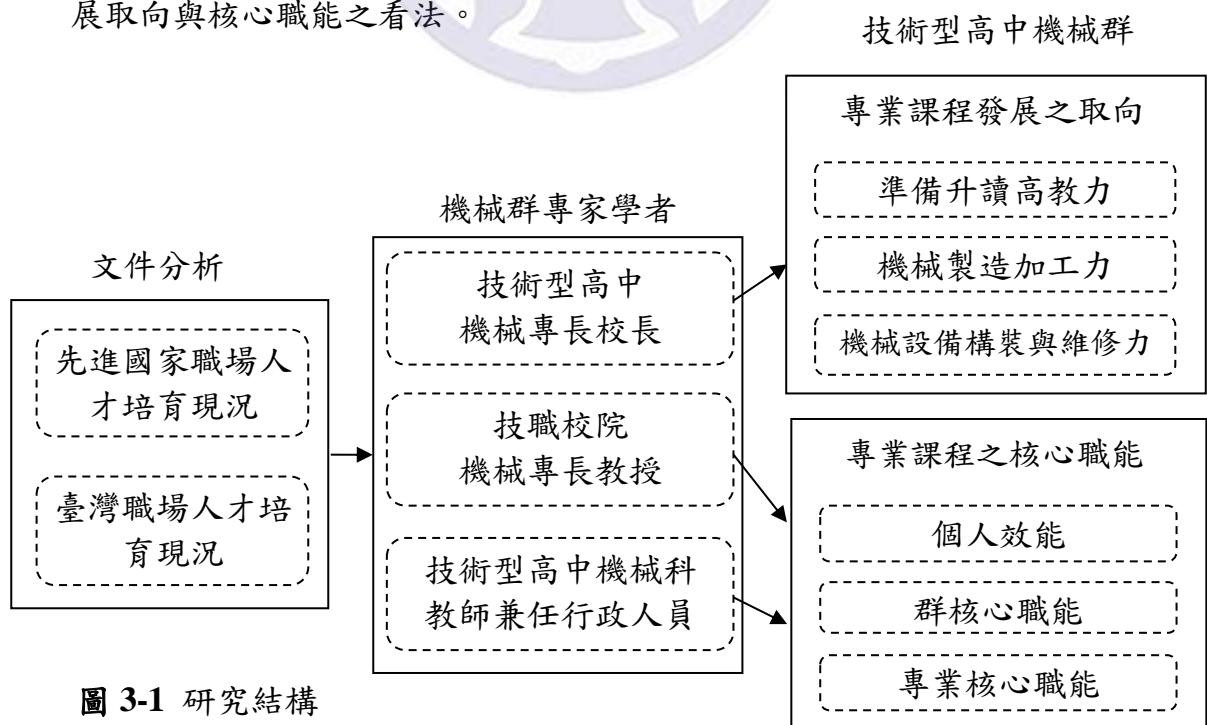 展取向與核心職能之看法。
文件分析
先進國家職場人
才培育現況
臺灣職場人才培
育現況
機械群專家學者
技術型高中
機械專長校長
技職校院
機械專長教授
技術型高中機械科
教師兼任行政人員
技術型高中機械群
專業課程發展之取向
準備升讀高教力
機械製造加工力
機械設備構裝與維修力
專業課程之核心職能
個人效能
群核心職能
專業核心職能
圖 3-1 研究結構